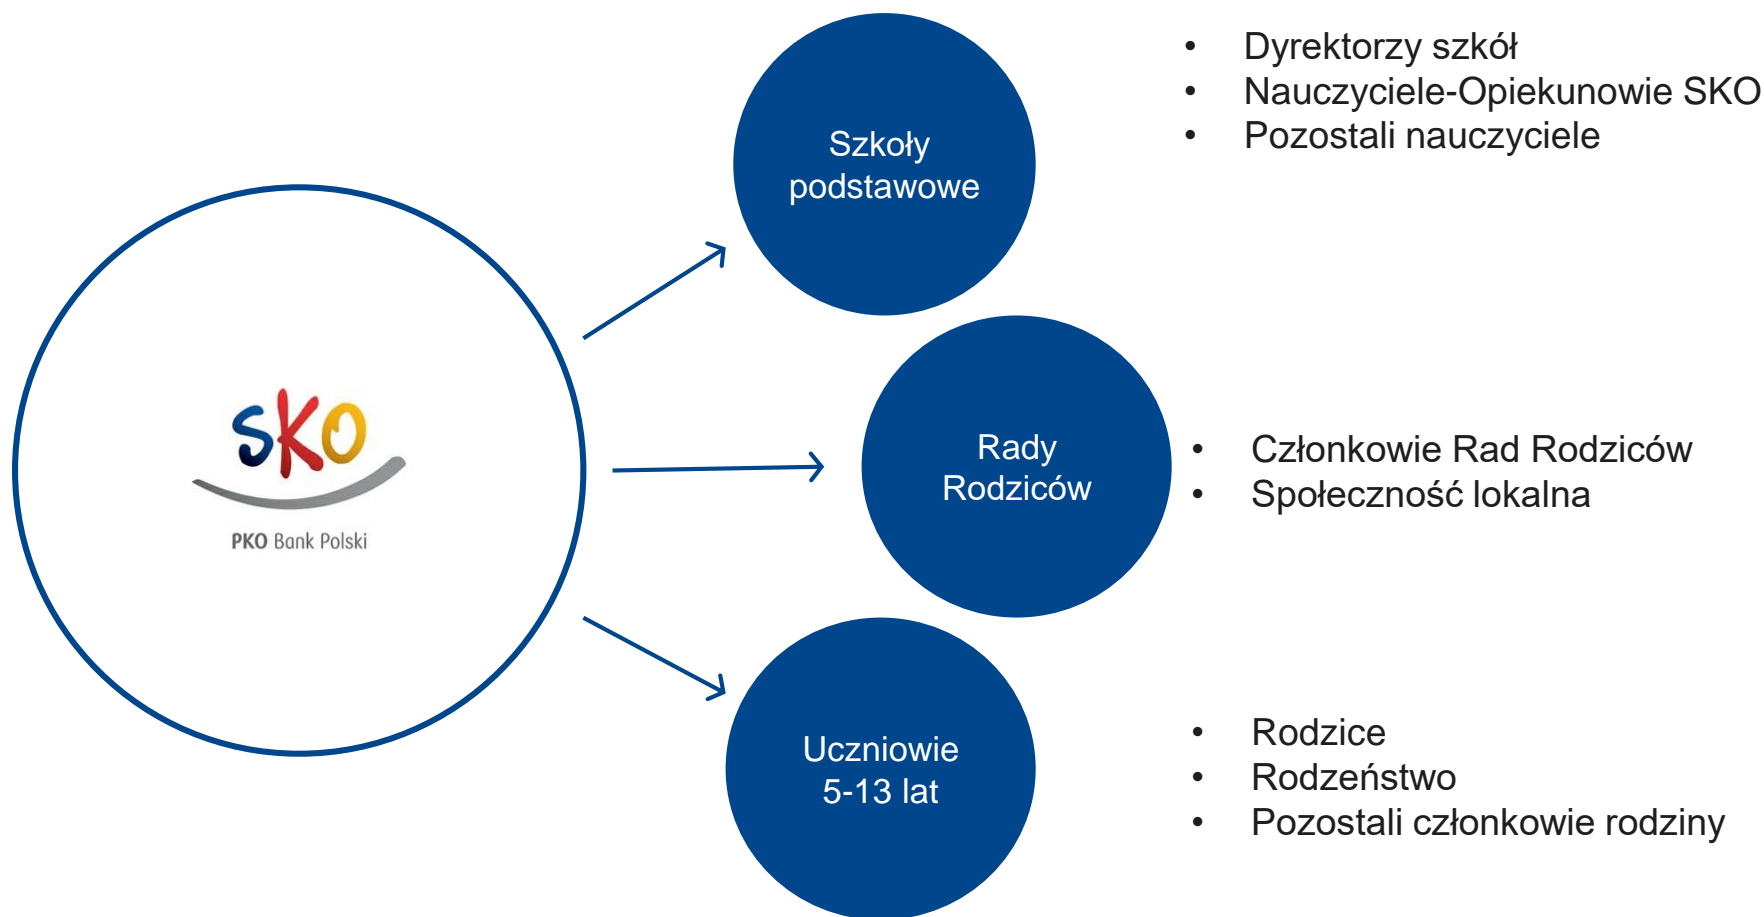 SKO
PKO Bank Polski
Szkoły
podstawowe
• Dyrektorzy szkół
• Nauczyciele-Opiekunowie SKO
• Pozostali nauczyciele
Rady
Rodziców
• Członkowie Rad Rodziców
• Społeczność lokalna
Uczniowie
5-13 lat
• Rodzice
• Rodzeństwo
• Pozostali członkowie rodziny